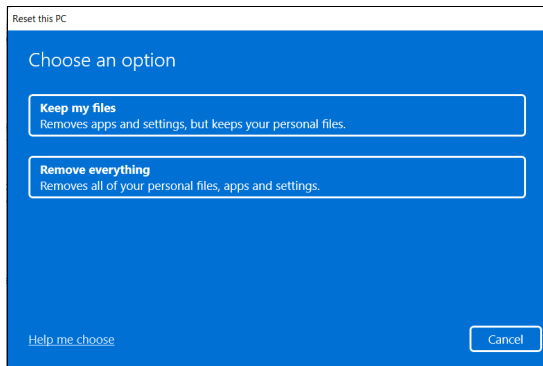 Reset this PC
Choose an option
Keep my files
Removes apps and settings, but keeps your personal files.
Remove everything
Removes all of your personal files, apps and settings.
Help me choose
Cancel